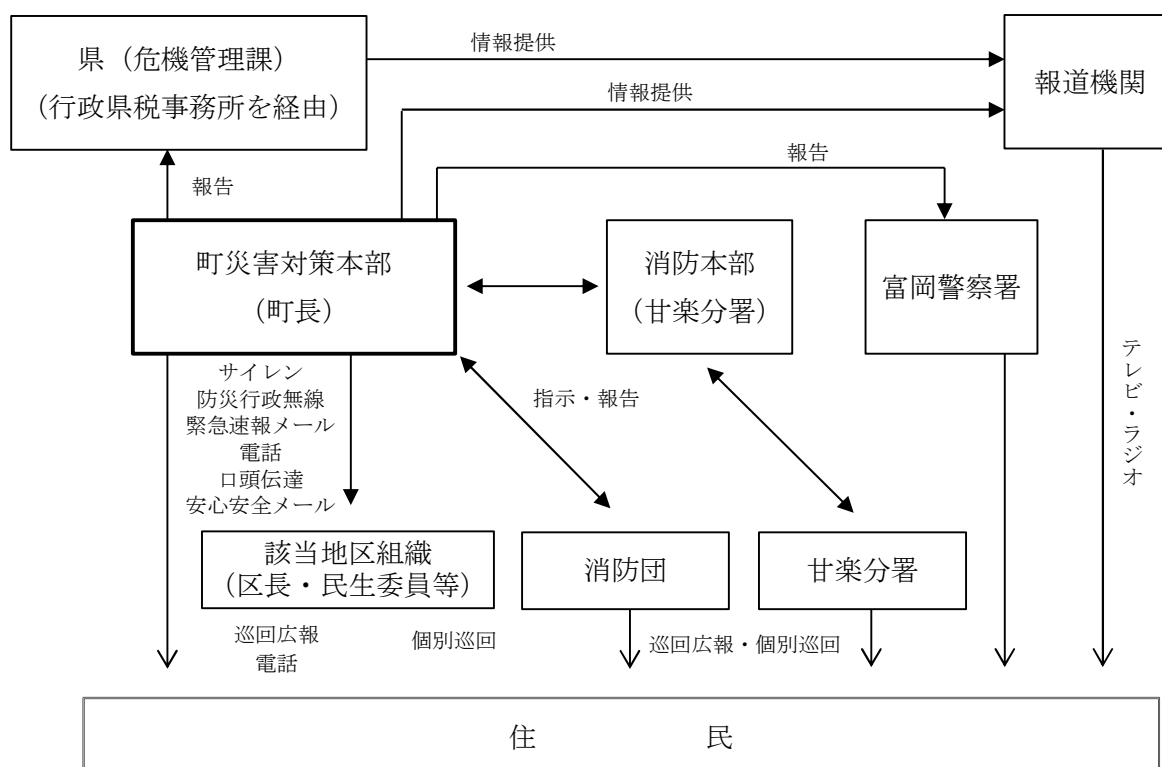 県（危機管理課）
（行政県税事務所を経由）
情報提供
情報提供
報道機関
報告
報告
町災害対策本部
（町長）
消防本部
（甘楽分署）
富岡警察署
サイレン
防災行政無線
緊急速報メール
電話
口頭伝達
安心安全メール
指示・報告
テレビ・ラジオ
該当地区組織
（区長・民生委員等）
消防団
甘楽分署
巡回広報
電話
個別巡回
巡回広報・個別巡回
住　　民